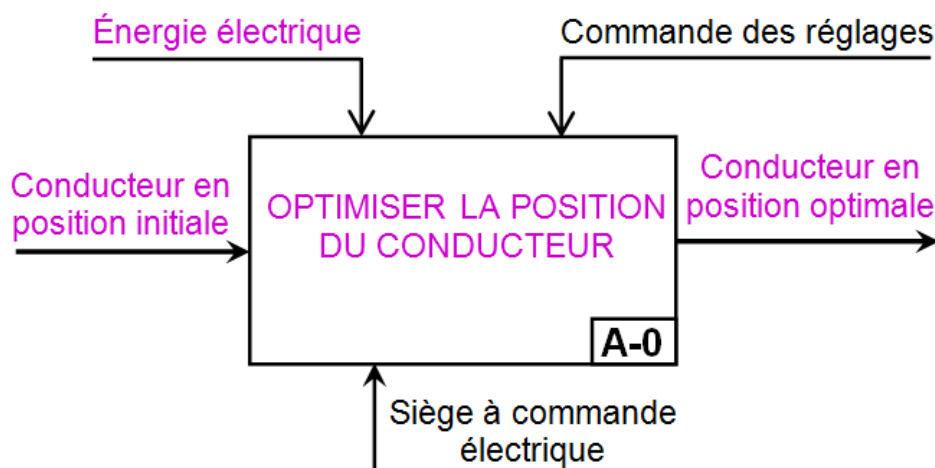 Énergie électrique
Commande des réglages
Conducteur en
position initiale
OPTIMISER LA POSITION
DU CONDUCTEUR
Conducteur en
position optimale
A-0
Siège à commande
électrique